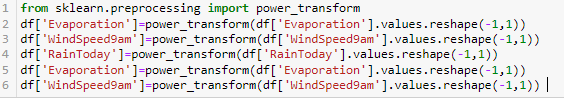 1 from sklearn.preprocessing import power_transform
2 df['Evaporation']=power_transform(df['Evaporation'].values.reshape(-1,1))
3 df['WindSpeed9am']=power_transform(df['WindSpeed9am'].values.reshape(-1,1))
4 df['RainToday']=power_transform(df['RainToday'].values.reshape(-1,1))
5 df['Evaporation']=power_transform(df['Evaporation'].values.reshape(-1,1))
6 df['WindSpeed9am']=power_transform(df['WindSpeed9am'].values.reshape(-1,1))